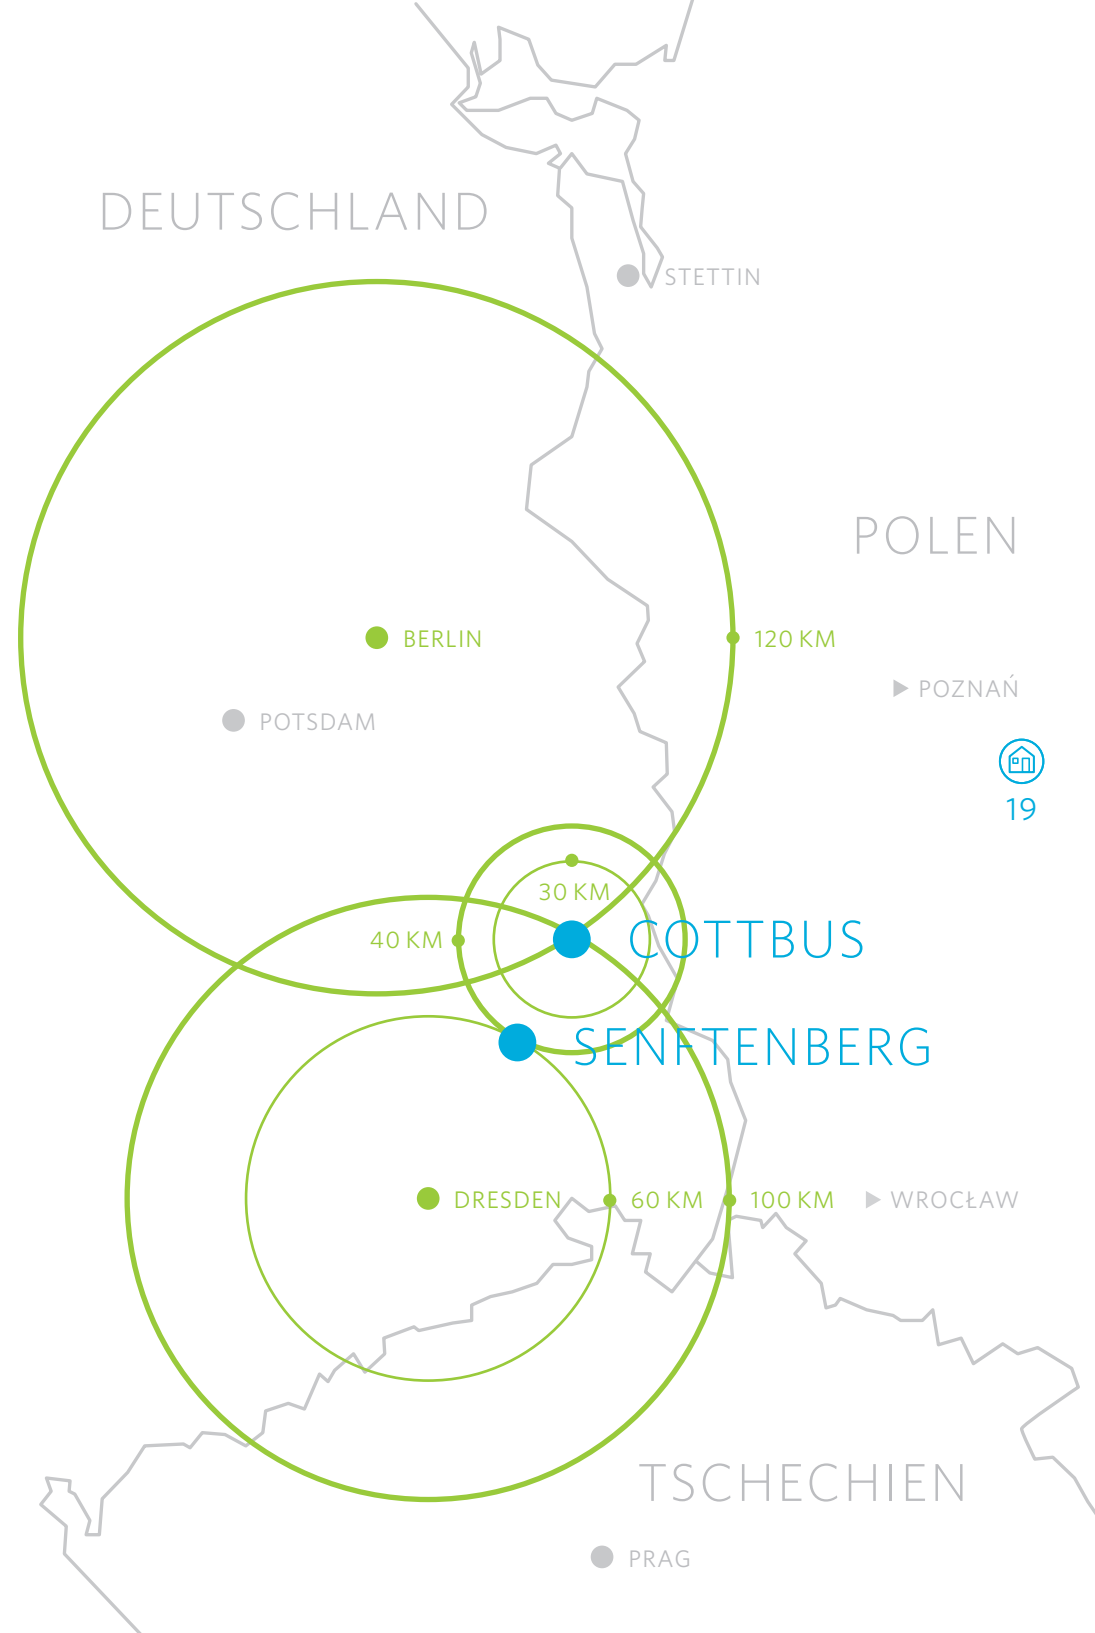 DEUTSCHLAND
STETTIN
POLEN
BERLIN
120 KM
POZNAŃ
POTSDAM
19
30 KM
40 KM
COTTBUS
SENFTENBERG
DRESDEN
60 KM
100 KM
WROCŁAW
TSCHECHIEN
PRAG